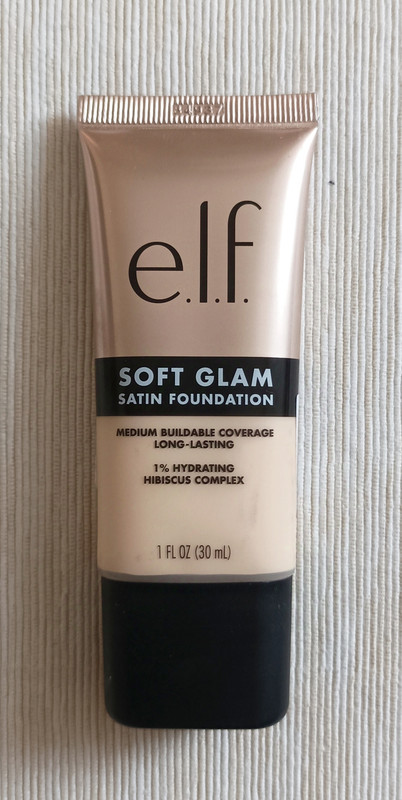 e.l.f.
SOFT GLAM
SATIN FOUNDATION
MEDIUM BUILDABLE COVERAGE
LONG-LASTING
1% HYDRATING
HIBISCUS COMPLEX
1 FL OZ (30 mL)